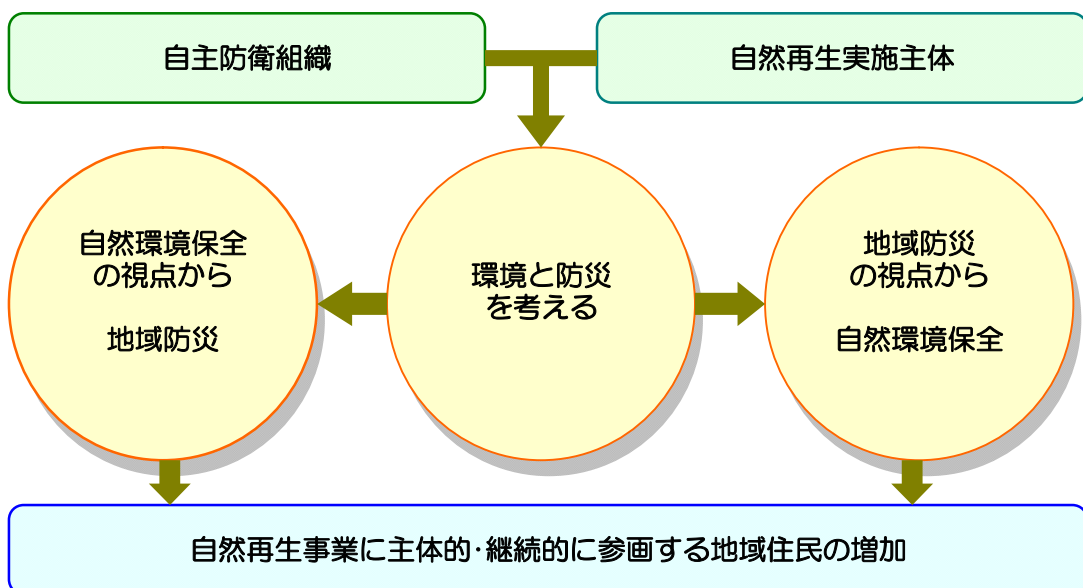 自主防衛組織
自然再生実施主体
自然環境保全
の視点から
地域防災
環境と防災
を考える
地域防災
の視点から
自然環境保全
自然再生事業に主体的・継続的に参画する地域住民の増加